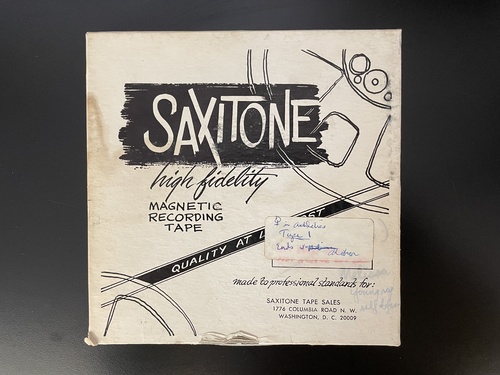 SAXITONE
high fidelity
MAGNETIC
RECORDING
TAPE
QUALITY AT
Tape 1
made to professional standards for:
SAXITONE TAPE SALES
1776 COLUMBIA ROAD N. W.
WASHINGTON, D. C. 20009